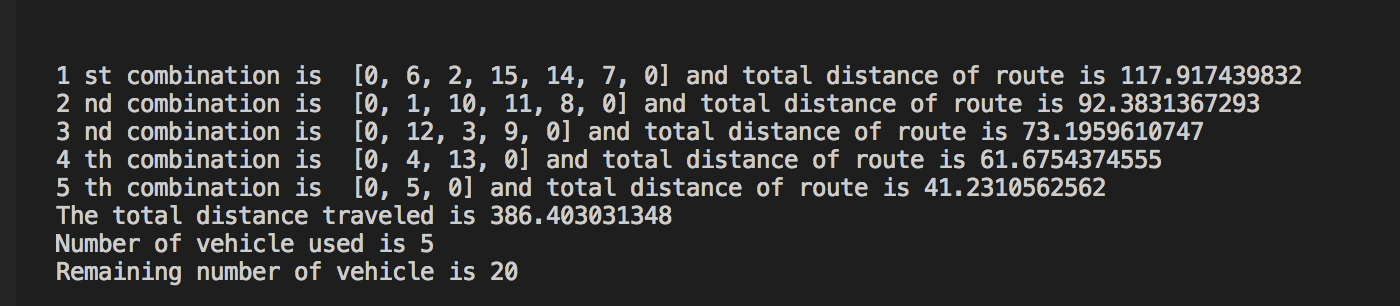 1 st combination is  [0, 6, 2, 15, 14, 7, 0] and total distance of route is 117.917439832
2 nd combination is  [0, 1, 10, 11, 8, 0] and total distance of route is 92.3831367293
3 nd combination is  [0, 12, 3, 9, 0] and total distance of route is 73.1959610747
4 th combination is  [0, 4, 13, 0] and total distance of route is 61.6754374555
5 th combination is  [0, 5, 0] and total distance of route is 41.2310562562
The total distance traveled is 386.403031348
Number of vehicle used is 5
Remaining number of vehicle is 20